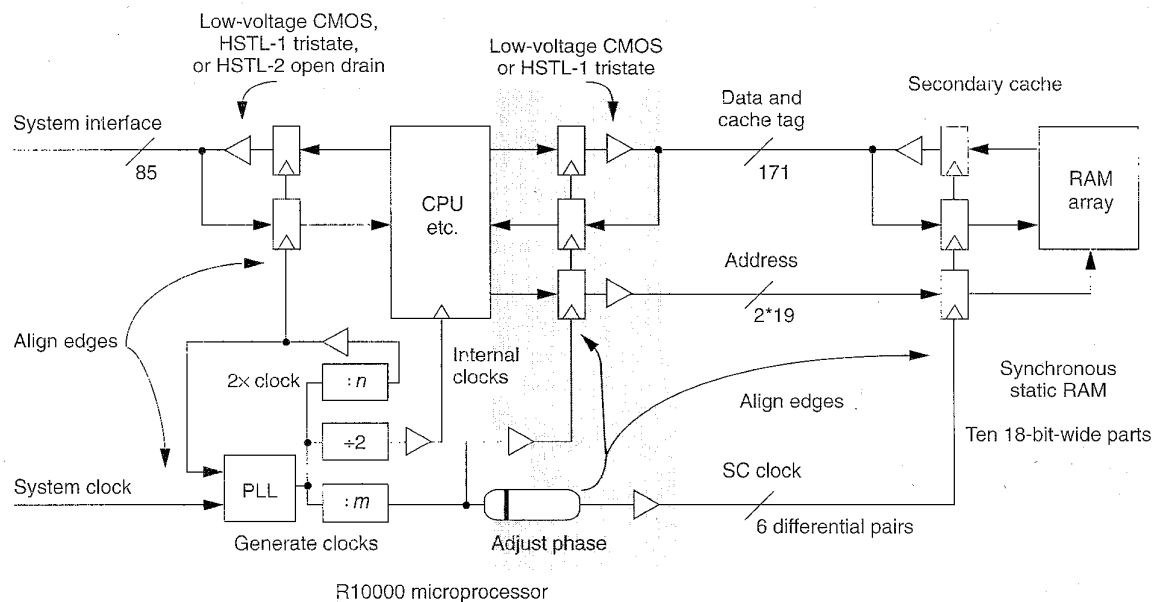 Low-voltage CMOS,
HSTL-1 tristate,
or HSTL-2 open drain
Low-voltage CMOS
or HSTL-1 tristate
System interface
85
CPU
etc.
Data and
cache tag
171
Secondary cache
RAM
array
Address
2*19
Align edges
2× clock
:n
Internal
clocks
÷2
Align edges
Synchronous
static RAM
Ten 18-bit-wide parts
System clock
PLL
:m
SC clock
6 differential pairs
Generate clocks
Adjust phase
R10000 microprocessor